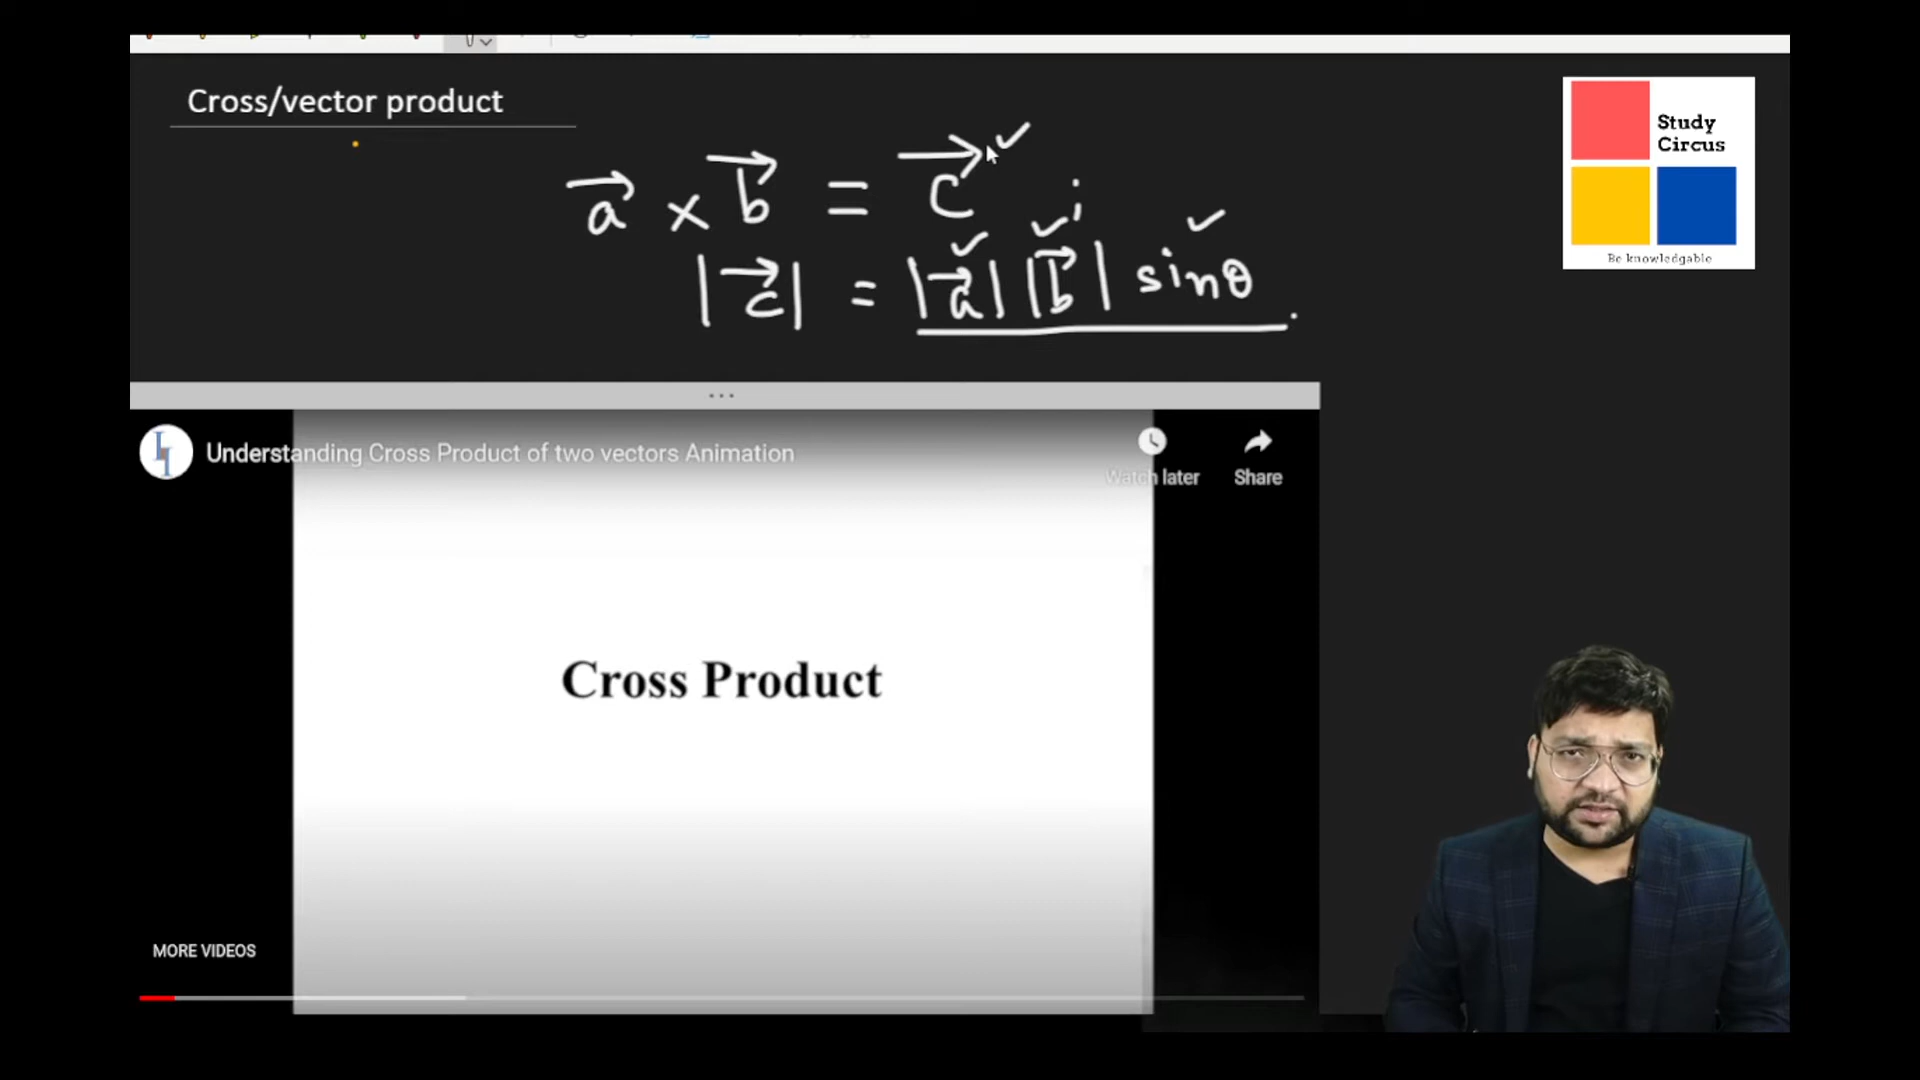 Cross/vector product
Study
Circus
Be knowledgable
a⃗ × b⃗ = c⃗ ;
|c⃗| = |a⃗| |b⃗| sinθ .
Understanding Cross Product of two vectors Animation
Watch later
Share
Cross Product
MORE VIDEOS